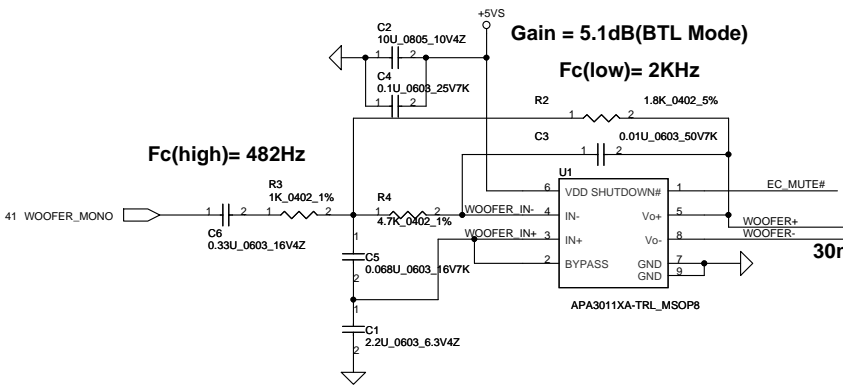 +5VS
C2
10U_0805_10V4Z
1 2
C4
0.1U_0603_25V7K
1 2
Gain = 5.1dB(BTL Mode)
Fc(low)= 2KHz
R2 1.8K_0402_5%
1 2
C3 0.01U_0603_50V7K
1 2
Fc(high)= 482Hz
U1
R3
1K_0402_1%
R4
4.7K_0402_1%
41 WOOFER_MONO
1 2
1 2
1 2
C6
0.33U_0603_16V4Z
WOOFER_IN-
WOOFER_IN+
6 VDD SHUTDOWN# 1 EC_MUTE#
4 IN- Vo+ 5 WOOFER+
3 IN+ Vo- 8 WOOFER-
2 BYPASS GND 7
GND 9
30
1
C5
0.068U_0603_16V7K
2
1
C1
2.2U_0603_6.3V4Z
2
APA3011XA-TRL_MSOP8